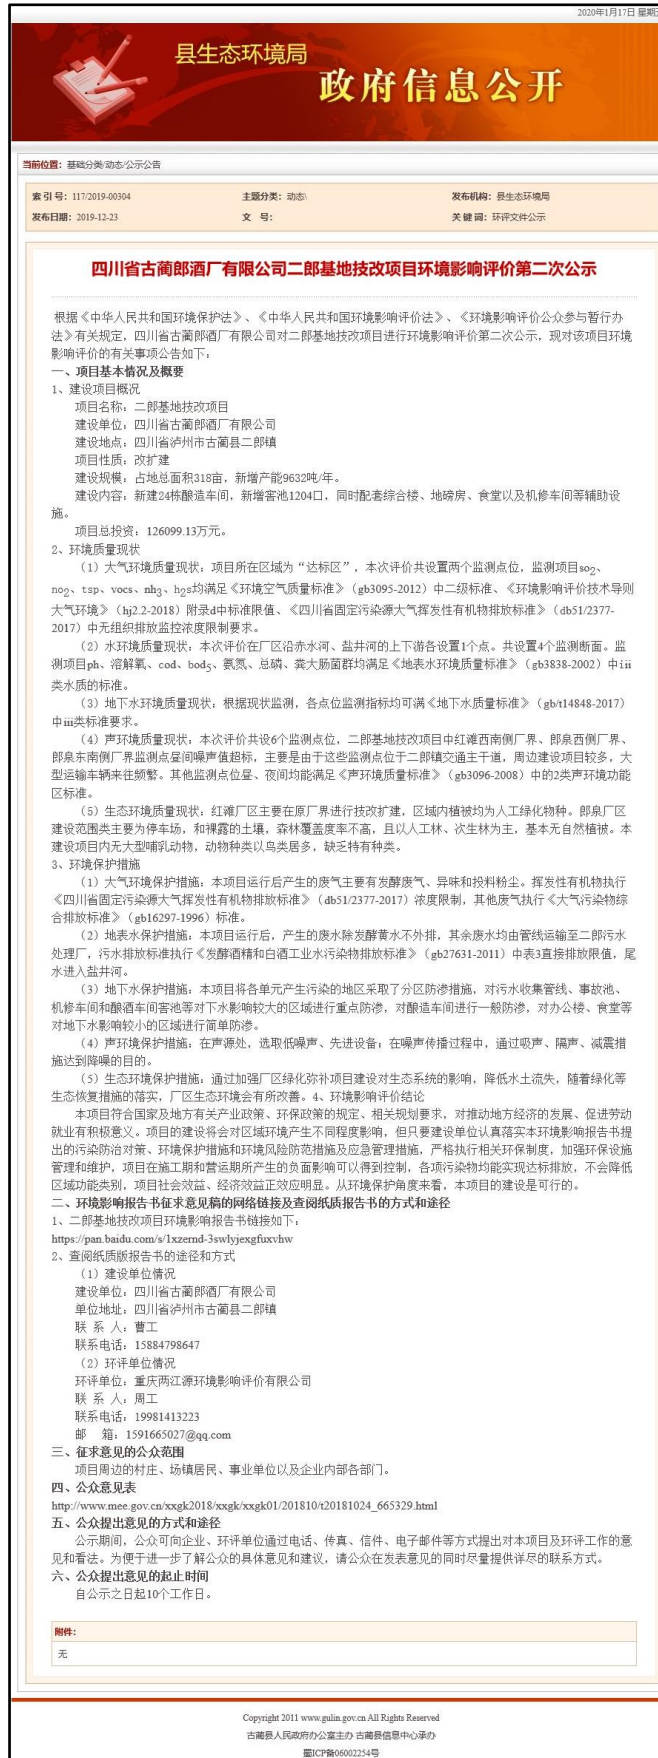 2020年1月17日 星期
县生态环境局
政府信息公开
当前位置：基础分类/动态/公示公告
索 引 号：117/2019-00304 主题分类：动态\ 发布机构：县生态环境局
发布日期：2019-12-23 文 号： 关 键 词：环评文件公示
四川省古蔺郎酒厂有限公司二郎基地技改项目环境影响评价第二次公示
根据《中华人民共和国环境保护法》、《中华人民共和国环境影响评价法》、《环境影响评价公众参与暂行办
法》有关规定，四川省古蔺郎酒厂有限公司对二郎基地技改项目进行环境影响评价第二次公示，现对该项目环境
影响评价的有关事项公告如下：
一、项目基本情况及概要
1、建设项目概况
项目名称：二郎基地技改项目
建设单位：四川省古蔺郎酒厂有限公司
建设地点：四川省泸州市古蔺县二郎镇
项目性质：改扩建
建设规模：占地总面积318亩，新增产能9632吨/年。
建设内容：新建24栋酿造车间，新增窖池1204口，同时配套综合楼、地磅房、食堂以及机修车间等辅助设
施。
项目总投资：126099.13万元。
2、环境质量现状
（1）大气环境质量现状：项目所在区域为“达标区”，本次评价共设置两个监测点位，监测项目so2、
no2、tsp、vocs、nh3、h2s均满足《环境空气质量标准》（gb3095-2012）中二级标准、《环境影响评价技术导则
大气环境》（hj2.2-2018）附录d中标准限值、《四川省固定污染源大气挥发性有机物排放标准》（db51/2377-
2017）中无组织排放监控浓度限制要求。
（2）水环境质量现状：本次评价在厂区沿赤水河、盐井河的上下游各设置1个点。共设置4个监测断面。监
测项目ph、溶解氧、cod、bod5、氨氮、总磷、粪大肠菌群均满足《地表水环境质量标准》（gb3838-2002）中iii
类水质的标准。
（3）地下水环境质量现状：根据现状监测，各点位监测指标均可满《地下水质量标准》（gb/t14848-2017）
中iii类标准要求。
（4）声环境质量现状：本次评价共设6个监测点位，二郎基地技改项目中红滩西南侧厂界、郎泉西侧厂界、
郎泉东南侧厂界监测点昼间噪声值超标，主要是由于这些监测点位于二郎镇交通主干道，周边建设项目较多，大
型运输车辆来往频繁。其他监测点位昼、夜间均能满足《声环境质量标准》（gb3096-2008）中的2类声环境功能
区标准。
（5）生态环境质量现状：红滩厂区主要在原厂界进行技改扩建，区域内植被均为人工绿化物种。郎泉厂区
建设范围类主要为停车场，和裸露的土壤，森林覆盖度率不高，且以人工林、次生林为主，基本无自然植被。本
建设项目内无大型哺乳动物，动物种类以鸟类居多，缺乏特有种类。
3、环境保护措施
（1）大气环境保护措施：本项目运行后产生的废气主要有发酵废气、异味和投料粉尘。挥发性有机物执行
《四川省固定污染源大气挥发性有机物排放标准》（db51/2377-2017）浓度限制，其他废气执行《大气污染物综
合排放标准》（gb16297-1996）标准。
（2）地表水保护措施：本项目运行后，产生的废水除发酵黄水不外排，其余废水均由管线运输至二郎污水
处理厂，污水排放标准执行《发酵酒精和白酒工业水污染物排放标准》（gb27631-2011）中表3直接排放限值，尾
水进入盐井河。
（3）地下水保护措施：本项目将各单元产生污染的地区采取了分区防渗措施，对污水收集管线、事故池、
机修车间和酿酒车间窖池等对下水影响较大的区域进行重点防渗，对酿造车间进行一般防渗，对办公楼、食堂等
对地下水影响较小的区域进行简单防渗。
（4）声环境保护措施：在声源处，选取低噪声、先进设备；在噪声传播过程中，通过吸声、隔声、减震措
施达到降噪的目的。
（5）生态环境保护措施：通过加强厂区绿化弥补项目建设对生态系统的影响，降低水土流失，随着绿化等
生态恢复措施的落实，厂区生态环境会有所改善。4、环境影响评价结论
本项目符合国家及地方有关产业政策、环保政策的规定、相关规划要求，对推动地方经济的发展、促进劳动
就业有积极意义。项目的建设将会对区域环境产生不同程度影响，但只要建设单位认真落实本环境影响报告书提
出的污染防治对策、环境保护措施和环境风险防范措施及应急管理措施，严格执行相关环保制度，加强环保设施
管理和维护，项目在施工期和营运期所产生的负面影响可以得到控制，各项污染物均能实现达标排放，不会降低
区域功能类别，项目社会效益、经济效益正效应明显。从环境保护角度来看，本项目的建设是可行的。
二、环境影响报告书征求意见稿的网络链接及查阅纸质报告书的方式和途径
1、二郎基地技改项目环境影响报告书链接如下：
https://pan.baidu.com/s/1xzernd-3swlyjexgfuxvhw
2、查阅纸质版报告书的途径和方式
（1）建设单位情况
建设单位：四川省古蔺郎酒厂有限公司
单位地址：四川省泸州市古蔺县二郎镇
联 系 人：曹工
联系电话：15884798647
（2）环评单位情况
环评单位：重庆两江源环境影响评价有限公司
联 系 人：周工
联系电话：19981413223
邮 箱：1591665027@qq.com
三、征求意见的公众范围
项目周边的村庄、场镇居民、事业单位以及企业内部各部门。
四、公众意见表
http://www.mee.gov.cn/xxgk2018/xxgk/xxgk01/201810/t20181024_665329.html
五、公众提出意见的方式和途径
公示期间，公众可向企业、环评单位通过电话、传真、信件、电子邮件等方式提出对本项目及环评工作的意
见和看法。为便于进一步了解公众的具体意见和建议，请公众在发表意见的同时尽量提供详尽的联系方式。
六、公众提出意见的起止时间
自公示之日起10个工作日。
附件：
无
Copyright 2011 www.gulin.gov.cn All Rights Reserved
古蔺县人民政府办公室主办 古蔺县信息中心承办
蜀ICP备06002254号